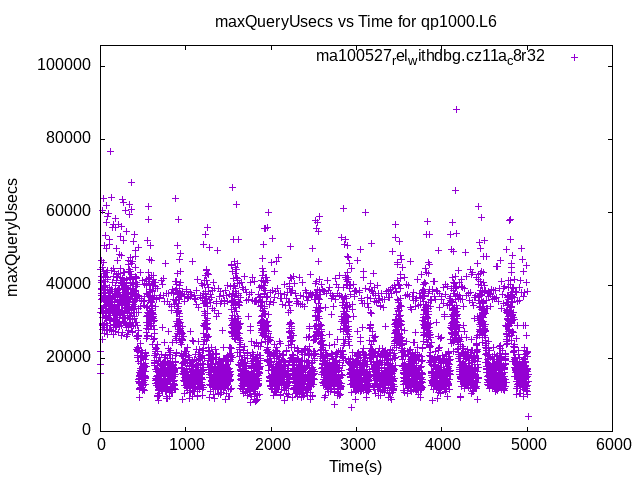 maxQueryUsecs vs Time for qp1000.L6
ma100527relwithdbg.cz11ac8r32
100000
80000
60000
40000
20000
0
maxQueryUsecs
0 1000 2000 3000 4000 5000 6000
Time(s)